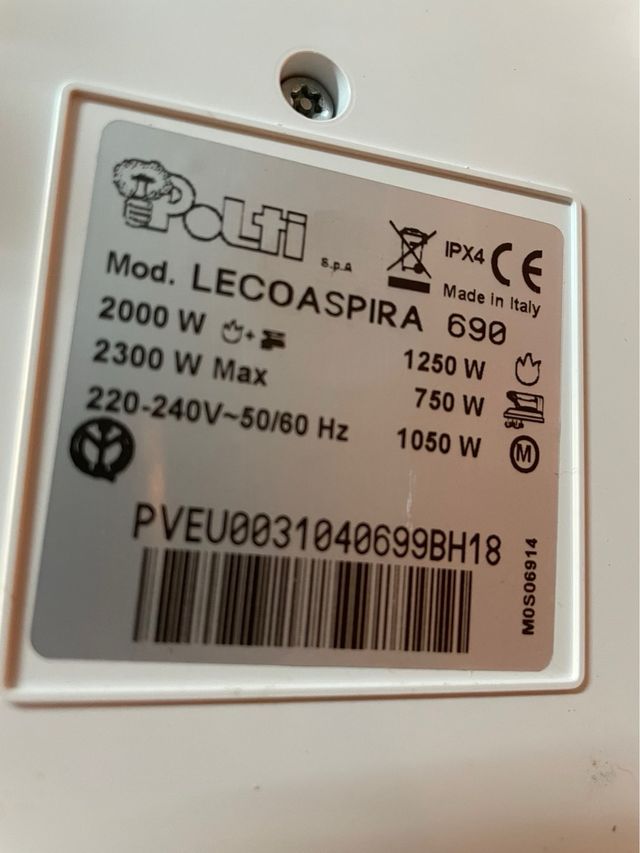 Polti S.p.A
IPX4 CE
Made in Italy
Mod. LECOASPIRA 690
2000 W +
2300 W Max
220-240V~50/60 Hz
1250 W
750 W
1050 W M
PVEU0031040699BH18
M0S06914